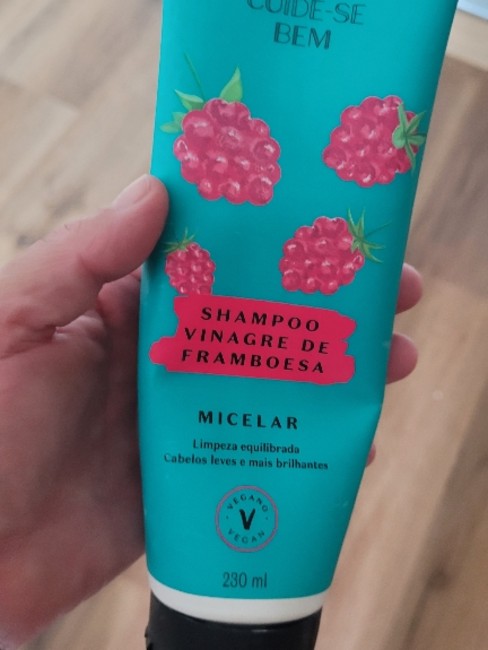 CUIDE-SE
BEM
SHAMPOO
VINAGRE DE
FRAMBOESA
MICELAR
Limpeza equilibrada
Cabelos leves e mais brilhantes
VEGANO
V
VEGAN
230 ml